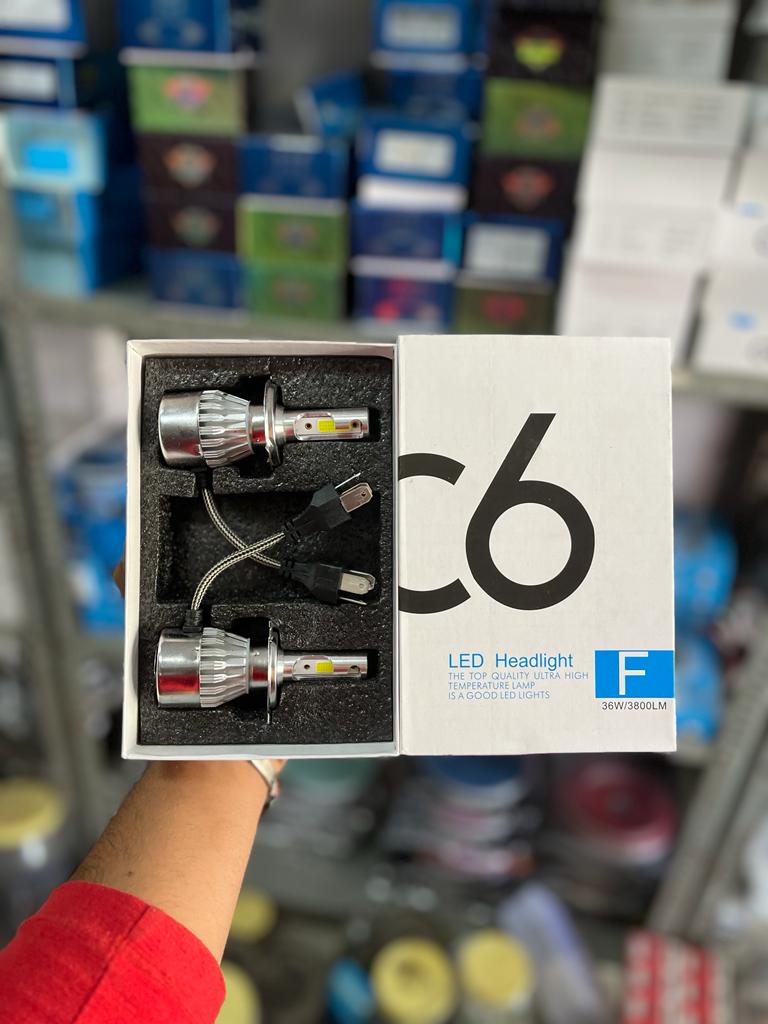 C6
LED Headlight
THE TOP QUALITY ULTRA HIGH
TEMPERATURE LAMP
IS A GOOD LED LIGHTS
F
36W/3800LM